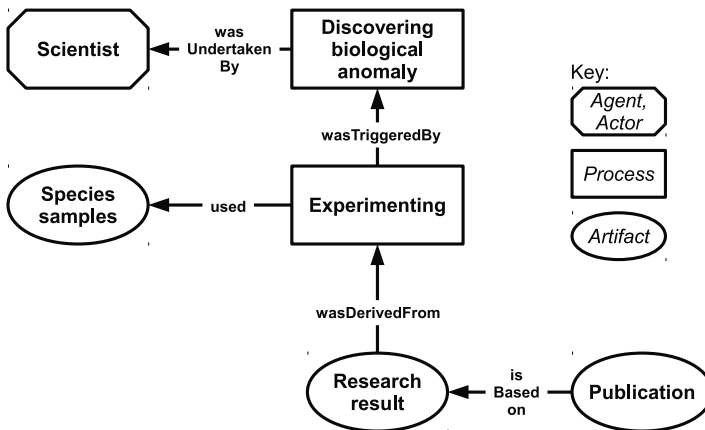 Scientist
was
Undertaken
By
Discovering
biological
anomaly
Key:
Agent,
Actor
wasTriggeredBy
Process
Species
samples
used
Experimenting
Artifact
wasDerivedFrom
Research
result
is
Based
on
Publication